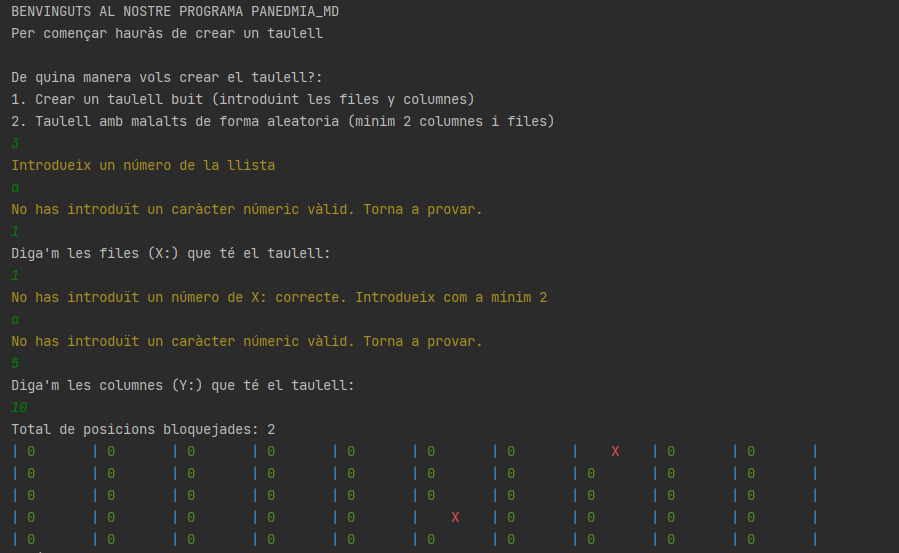 BENVINGUTS AL NOSTRE PROGRAMA PANEDMIA_MD
Per començar hauràs de crear un taulell
De quina manera vols crear el taulell?:
1. Crear un taulell buit (introduint les files y columnes)
2. Taulell amb malalts de forma aleatoria (minim 2 columnes i files)
3
Introdueix un número de la llista
a
No has introduït un caràcter númeric vàlid. Torna a provar.
1
Diga'm les files (X:) que té el taulell:
1
No has introduït un número de X: correcte. Introdueix com a mínim 2
a
No has introduït un caràcter númeric vàlid. Torna a provar.
5
Diga'm les columnes (Y:) que té el taulell:
10
Total de posicions bloquejades: 2
| 0 | 0 | 0 | 0 | 0 | 0 | 0 | X | 0 | 0 |
| 0 | 0 | 0 | 0 | 0 | 0 | 0 | 0 | 0 | 0 |
| 0 | 0 | 0 | 0 | 0 | 0 | 0 | 0 | 0 | 0 |
| 0 | 0 | 0 | 0 | 0 | X | 0 | 0 | 0 | 0 |
| 0 | 0 | 0 | 0 | 0 | 0 | 0 | 0 | 0 | 0 |